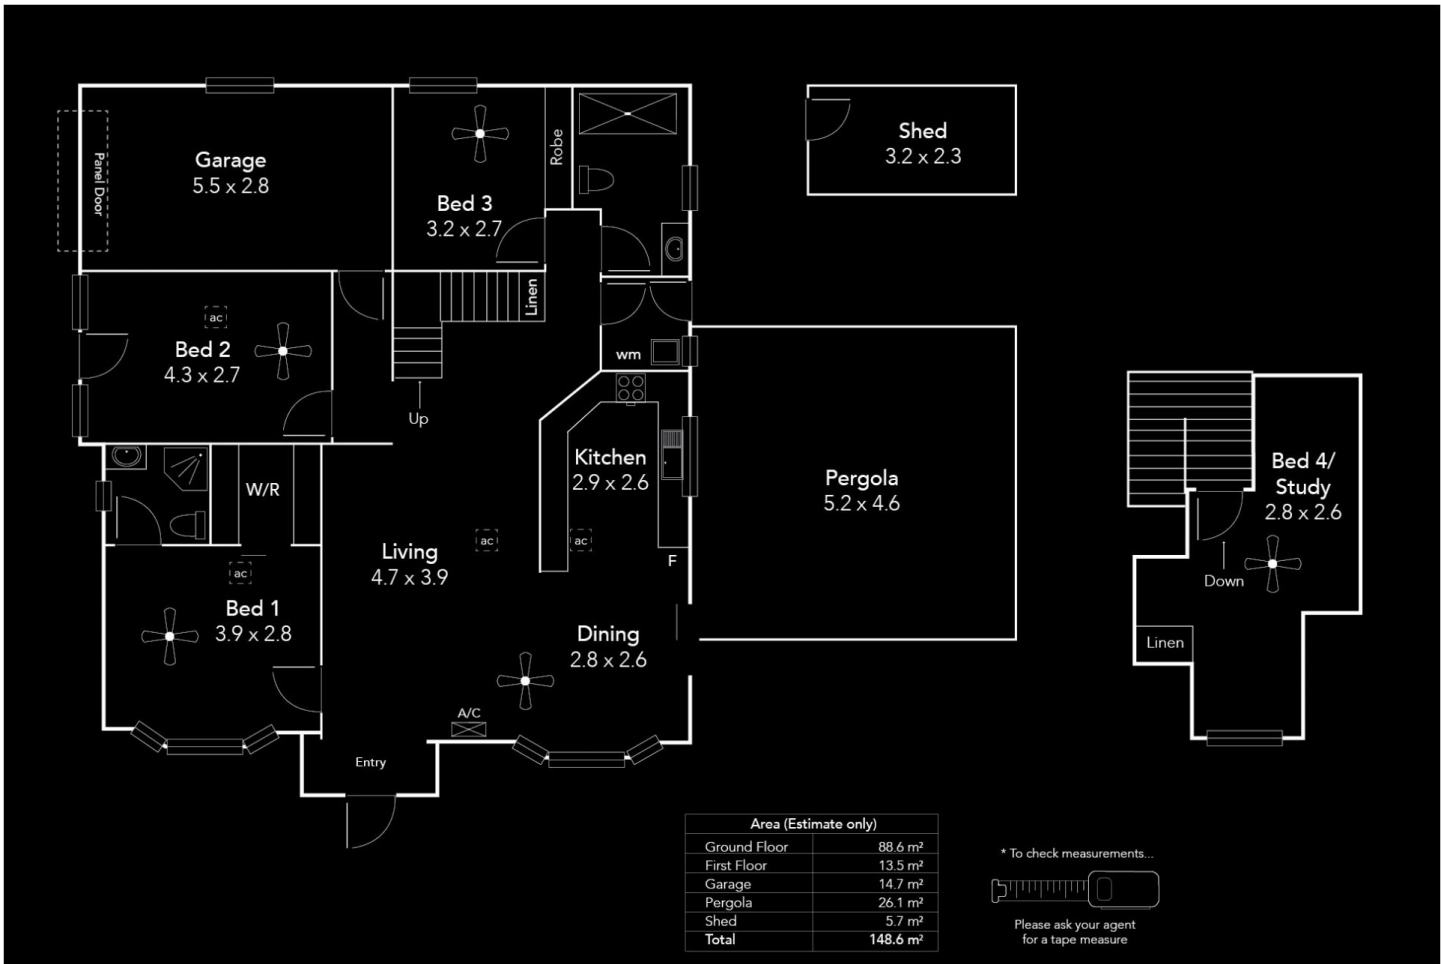 Garage
5.5 x 2.8
Panel Door
Bed 3
3.2 x 2.7
Robe
Shed
3.2 x 2.3
Linen
ac
Bed 2
4.3 x 2.7
wm
Up
Kitchen
2.9 x 2.6
W/R
Pergola
5.2 x 4.6
Bed 4/
Study
2.8 x 2.6
Living
4.7 x 3.9
ac
ac
F
ac
Down
Bed 1
3.9 x 2.8
Dining
2.8 x 2.6
Linen
A/C
Entry
Area (Estimate only)
Ground Floor 88.6 m²
First Floor 13.5 m²
Garage 14.7 m²
Pergola 26.1 m²
Shed 5.7 m²
Total 148.6 m²
* To check measurements...
Please ask your agent
for a tape measure